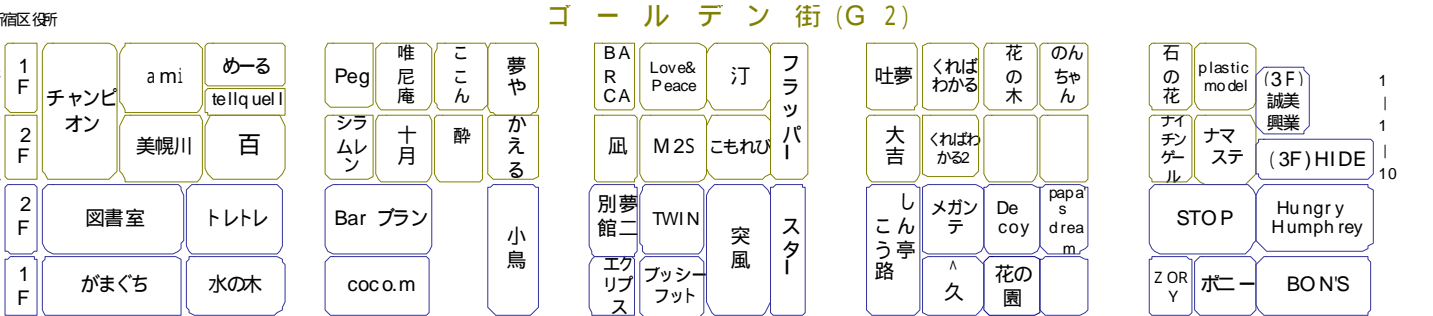 宿区役所
ゴールデン街(G2)
1F
チャンピオン
ami
めーる
tellquell
Peg
唯尼庵
こころん
夢や
BARRCA
Love&
Peace
汀
フラッパー
吐夢
くれば
わかる
花の木
のんちゃん
石の花
plastic
model
(3F)
誠美
興業
1|1|10
2F
美幌川
百
シラムレン
十月
酔
かえる
凪
M2S
こもれび
大吉
くればわ
かる2
ナイチンゲール
ナマステ
(3F)HIDE
2F
図書室
トレトレ
Bar プラン
小鳥
別館
夢二
TWIN
突風
スター
しん亭
こう路
メガンテ
De
coy
papa's dream
STOP
Hungry
Humphrey
1F
がまぐち
水の木
coco.m
エクリプス
プッシーフット
久
花の園
ZORY
ポニー
BON'S